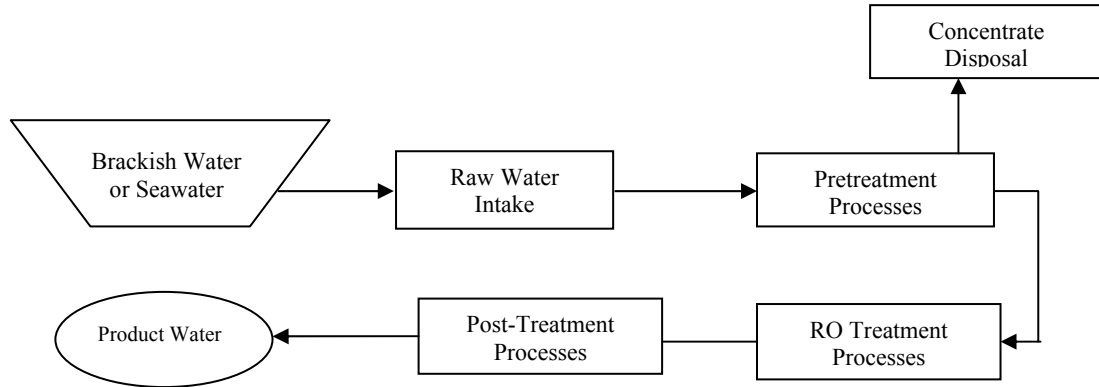 Concentrate
Disposal
Brackish Water
or Seawater
Raw Water
Intake
Pretreatment
Processes
Product Water
Post-Treatment
Processes
RO Treatment
Processes